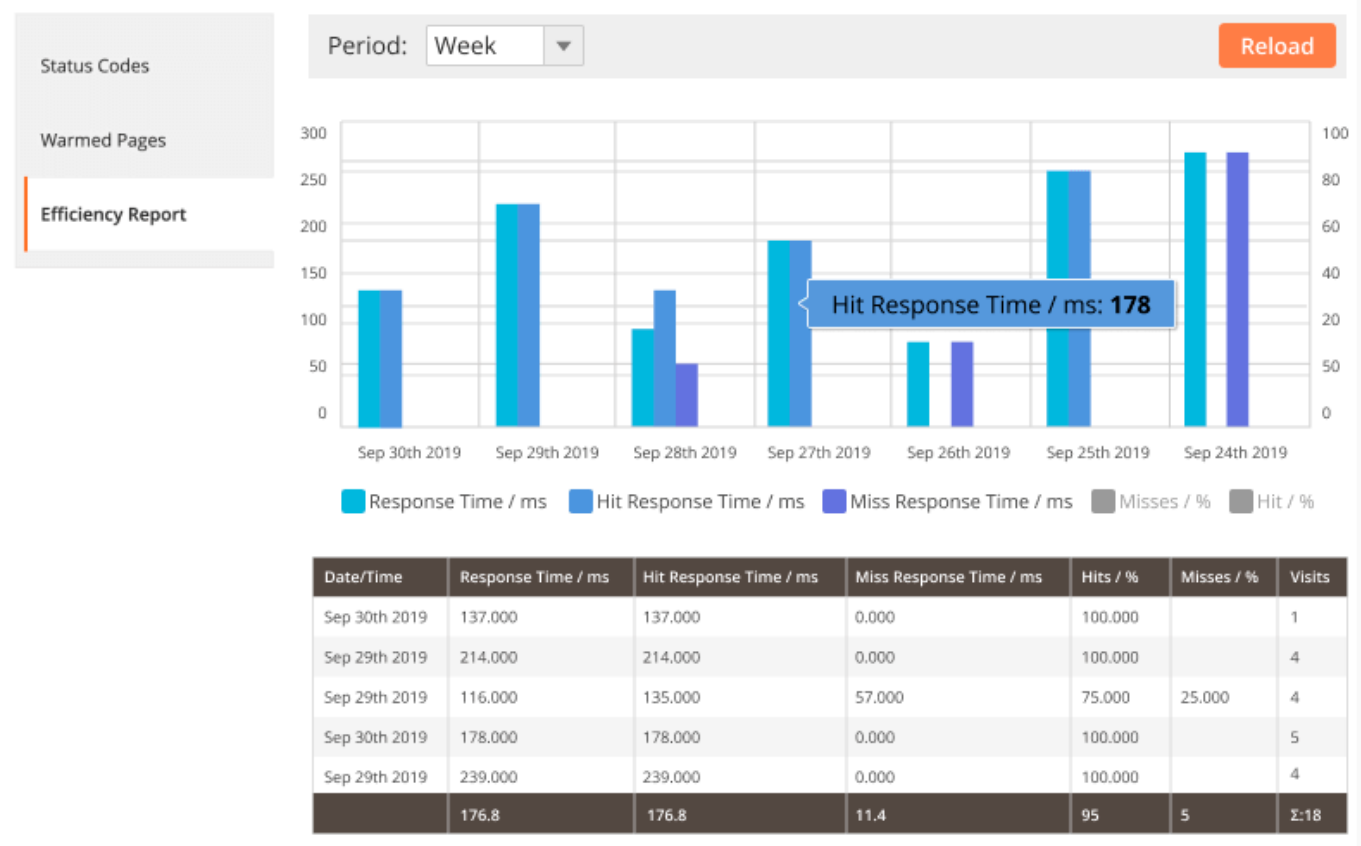 Status Codes
Warmed Pages
Efficiency Report
Period: Week Reload
300 100
250 80
200 60
150 40
100 20
50 50
0 0
Hit Response Time / ms: 178
Sep 30th 2019 Sep 29th 2019 Sep 28th 2019 Sep 27th 2019 Sep 26th 2019 Sep 25th 2019 Sep 24th 2019
Response Time / ms Hit Response Time / ms Miss Response Time / ms Misses / % Hit / %
Date/Time Response Time / ms Hit Response Time / ms Miss Response Time / ms Hits / % Misses / % Visits
Sep 30th 2019 137.000 137.000 0.000 100.000 1
Sep 29th 2019 214.000 214.000 0.000 100.000 4
Sep 29th 2019 116.000 135.000 57.000 75.000 25.000 4
Sep 30th 2019 178.000 178.000 0.000 100.000 5
Sep 29th 2019 239.000 239.000 0.000 100.000 4
176.8 176.8 11.4 95 5 Σ:18